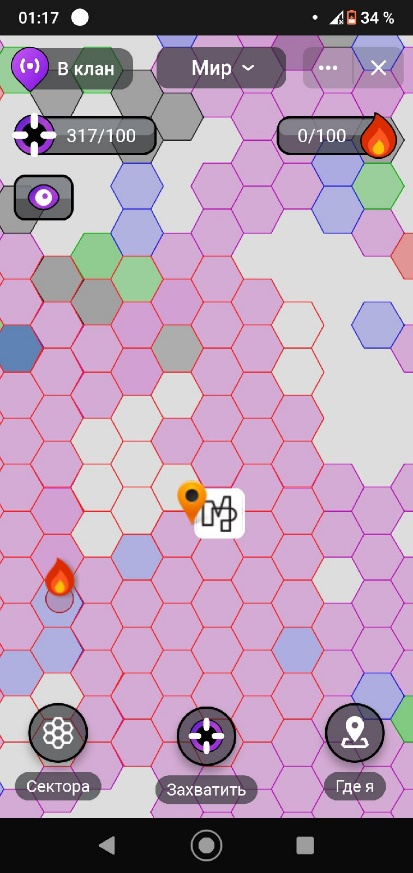 01:17
34 %
В клан
Мир
317/100
0/100
Сектора
Захватить
Где я